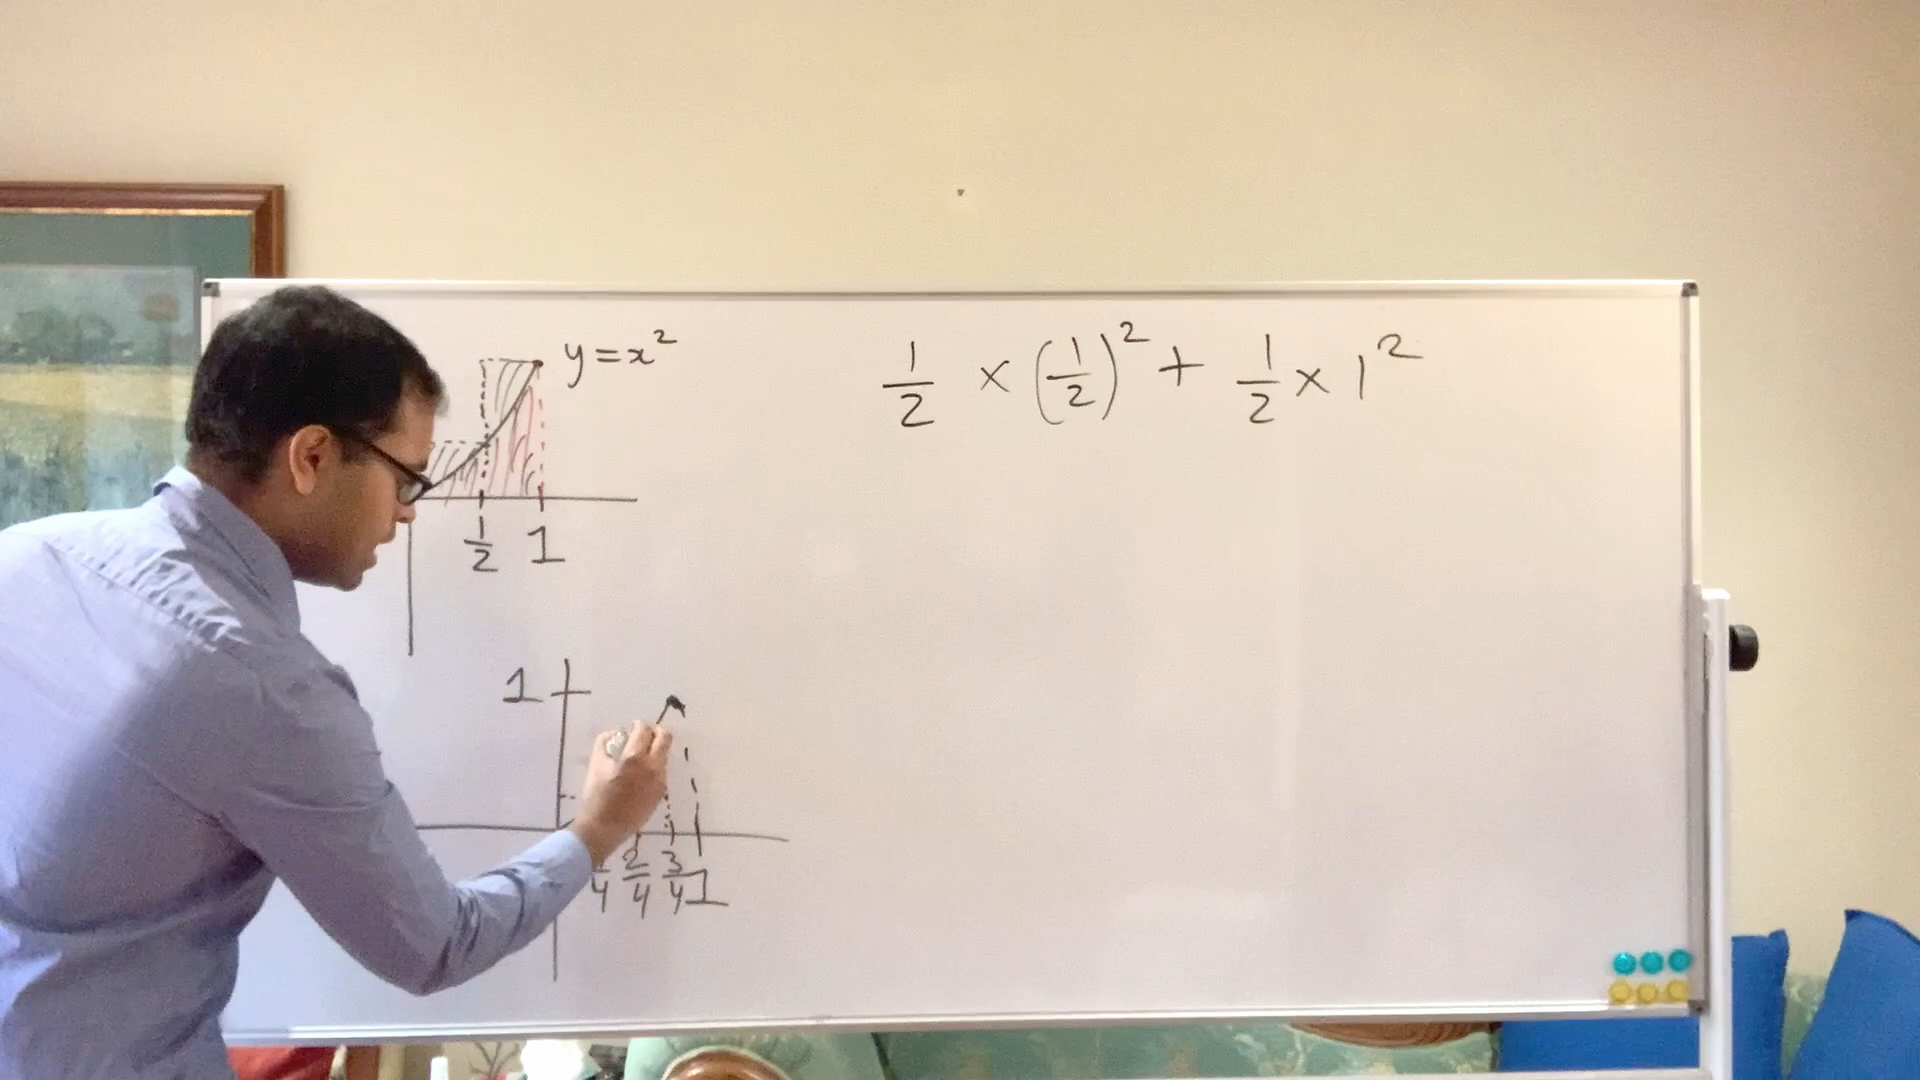 y = x²
1/2 × (1/2)² + 1/2 × 1²
1/2 1
1
2/4 3/4 1